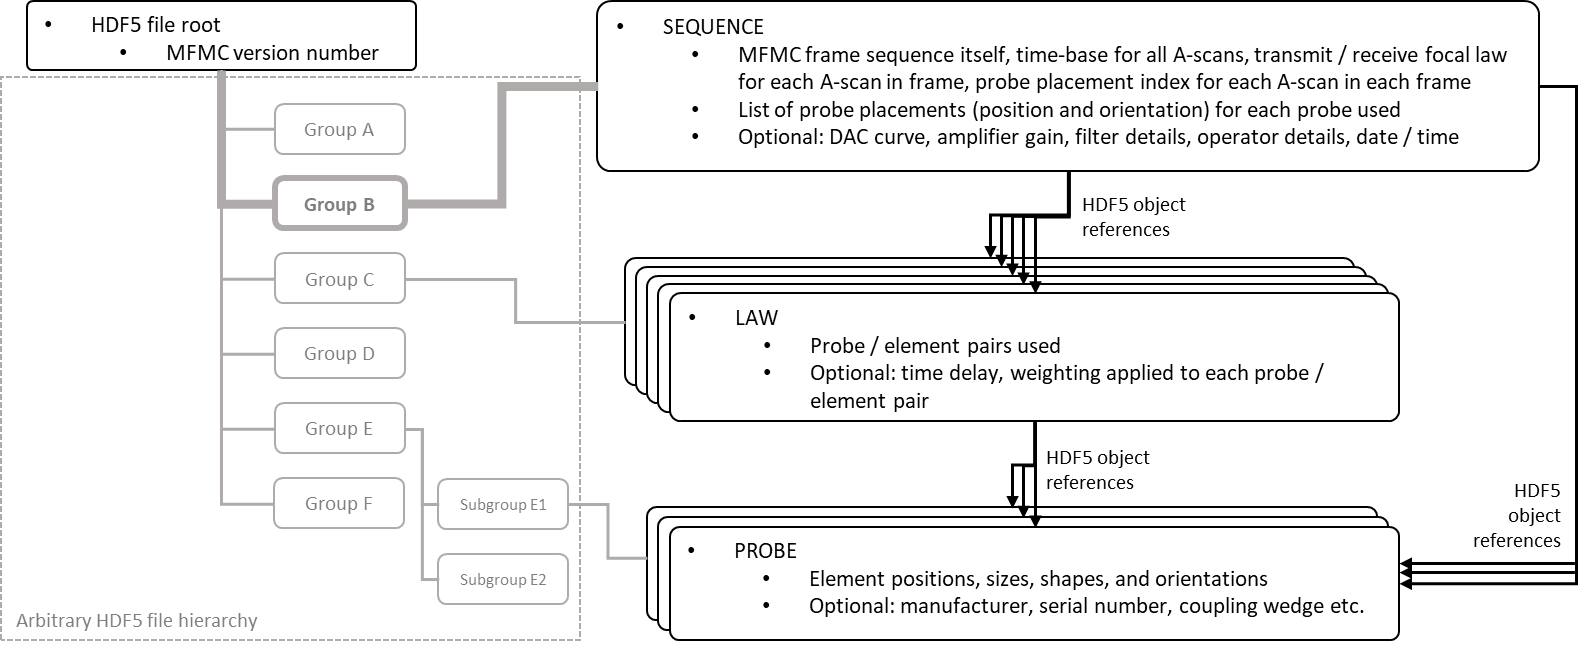 • HDF5 file root
• MFMC version number
Group A
Group B
Group C
Group D
Group E
Group F
Subgroup E1
Subgroup E2
Arbitrary HDF5 file hierarchy
• SEQUENCE
• MFMC frame sequence itself, time-base for all A-scans, transmit / receive focal law
for each A-scan in frame, probe placement index for each A-scan in each frame
• List of probe placements (position and orientation) for each probe used
• Optional: DAC curve, amplifier gain, filter details, operator details, date / time
HDF5 object
references
• LAW
• Probe / element pairs used
• Optional: time delay, weighting applied to each probe /
element pair
HDF5 object
references
• PROBE
• Element positions, sizes, shapes, and orientations
• Optional: manufacturer, serial number, coupling wedge etc.
HDF5
object
references